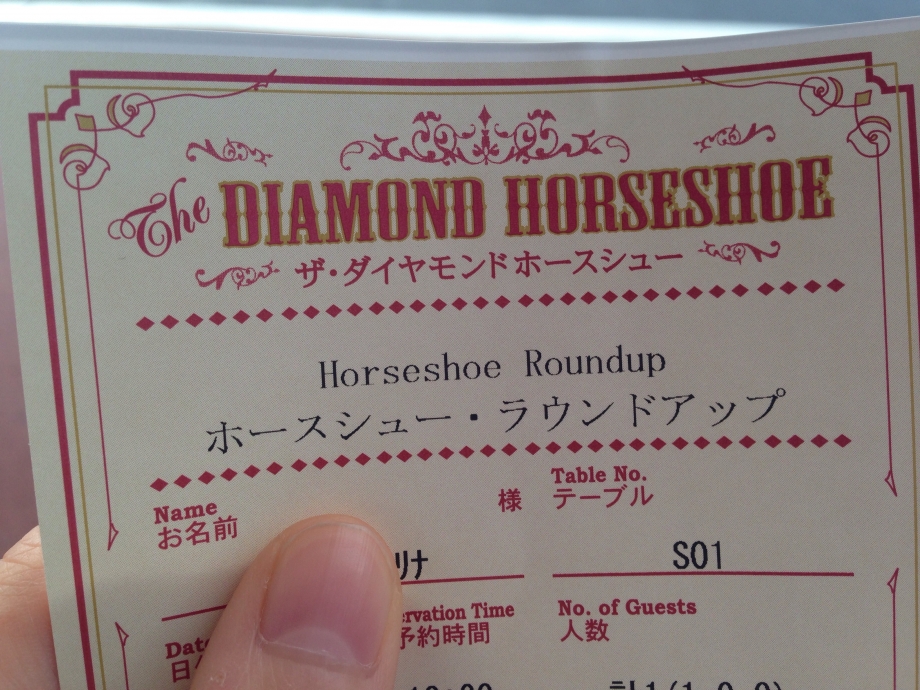 The DIAMOND HORSESHOE
ザ・ダイヤモンドホースシュー
Horseshoe Roundup
ホースシュー・ラウンドアップ
Name
お名前
様
Table No.
テーブル
リナ
S01
No. of Guests
人数
Time
予約時間